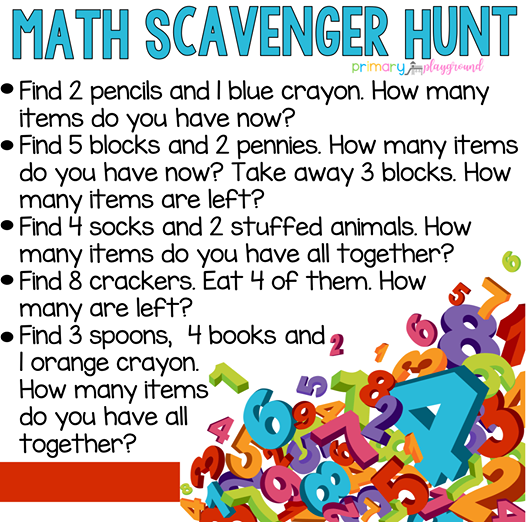 MATH SCAVENGER HUNT
primary playground
• Find 2 pencils and 1 blue crayon. How many
items do you have now?
• Find 5 blocks and 2 pennies. How many items
do you have now? Take away 3 blocks. How
many items are left?
• Find 4 socks and 2 stuffed animals. How
many items do you have all together?
• Find 8 crackers. Eat 4 of them. How
many are left?
• Find 3 spoons, 4 books and
1 orange crayon.
How many items
do you have all
together?